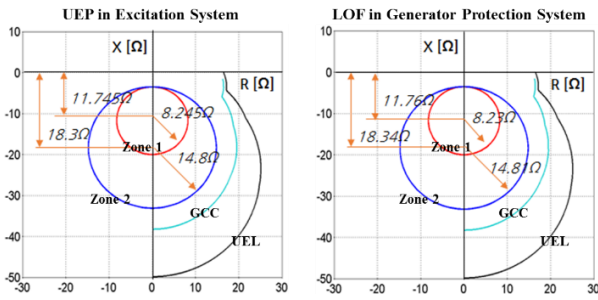 UEP in Excitation System
LOF in Generator Protection System
10
X [Ω]
0
R [Ω]
11.745Ω
-10
8.245Ω
18.3Ω
Zone 1
-20
14.8Ω
Zone 2
-30
GCC
UEL
-40
-50
-30 -20 -10 0 10 20 30
10
X [Ω]
0
R [Ω]
11.76Ω
-10
8.23Ω
18.34Ω
Zone 1
-20
14.81Ω
Zone 2
-30
GCC
UEL
-40
-50
-30 -20 -10 0 10 20 30